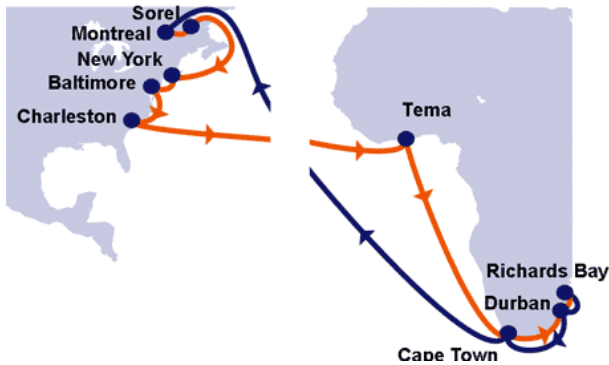 Sorel
Montreal
New York
Baltimore
Charleston
Tema
Richards Bay
Durban
Cape Town